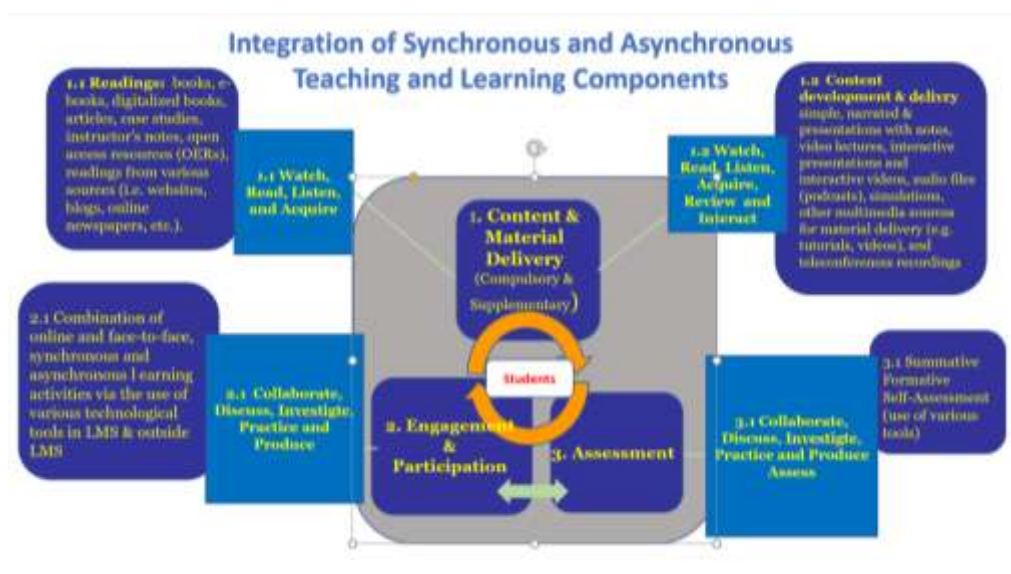 Integration of Synchronous and Asynchronous
Teaching and Learning Components
1.1 Readings: books, e-
books, digitalized books,
articles, case studies,
instructor's notes, open
access resources (OERs),
readings from various
sources (i.e. websites,
blogs, online
newspapers, etc.).
1.1 Watch,
Read, Listen,
and Acquire
1. Content &
Material
Delivery
(Compulsory &
Supplementary)
1.2 Watch,
Read, Listen,
Acquire,
Review and
Interact
1.2 Content
development & delivry
simple, narrated &
presentations with notes,
video lectures, interactive
presentations and
interactive videos, audio files
(podcasts), simulations,
other multimedia sources
for material delivery (e.g.
tutorials, videos), and
teleconferences recordings
2.1 Combination of
online and face-to-face,
synchronous and
asynchronous l earning
activities via the use of
various technological
tools in LMS & outside
LMS
2.1 Collaborate,
Discuss, Investigte,
Practice and
Produce
Students
2. Engagement
&
Participation
3. Assessment
3.1 Collaborate,
Discuss, Investigte,
Practice and Produce
Assess
3.1 Summative
Formative
Self-Assessment
(use of various
tools)